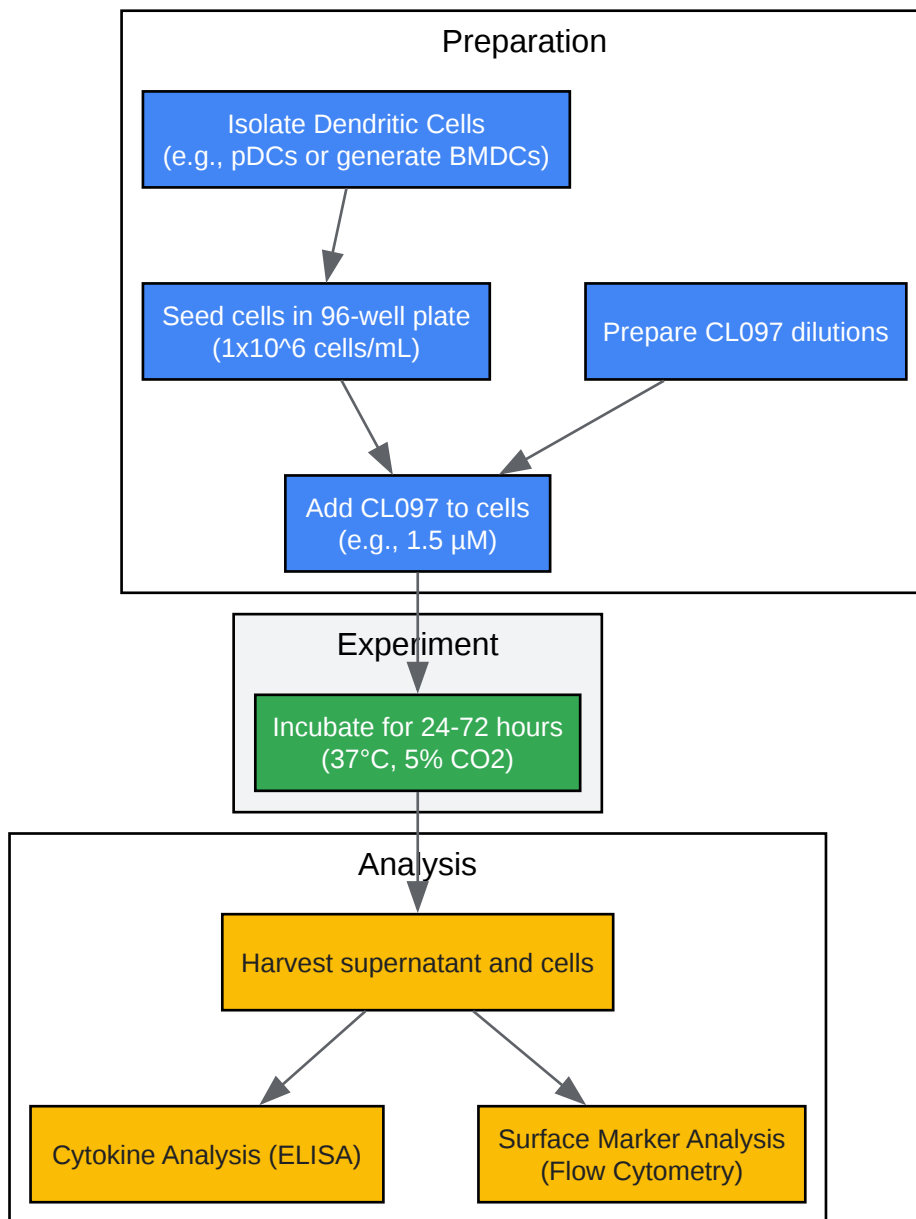 Preparation
Isolate Dendritic Cells
(e.g., pDCs or generate BMDCs)
Seed cells in 96-well plate
(1x10^6 cells/mL)
Prepare CL097 dilutions
Add CL097 to cells
(e.g., 1.5 µM)
Experiment
Incubate for 24-72 hours
(37°C, 5% CO2)
Analysis
Harvest supernatant and cells
Cytokine Analysis (ELISA)
Surface Marker Analysis
(Flow Cytometry)